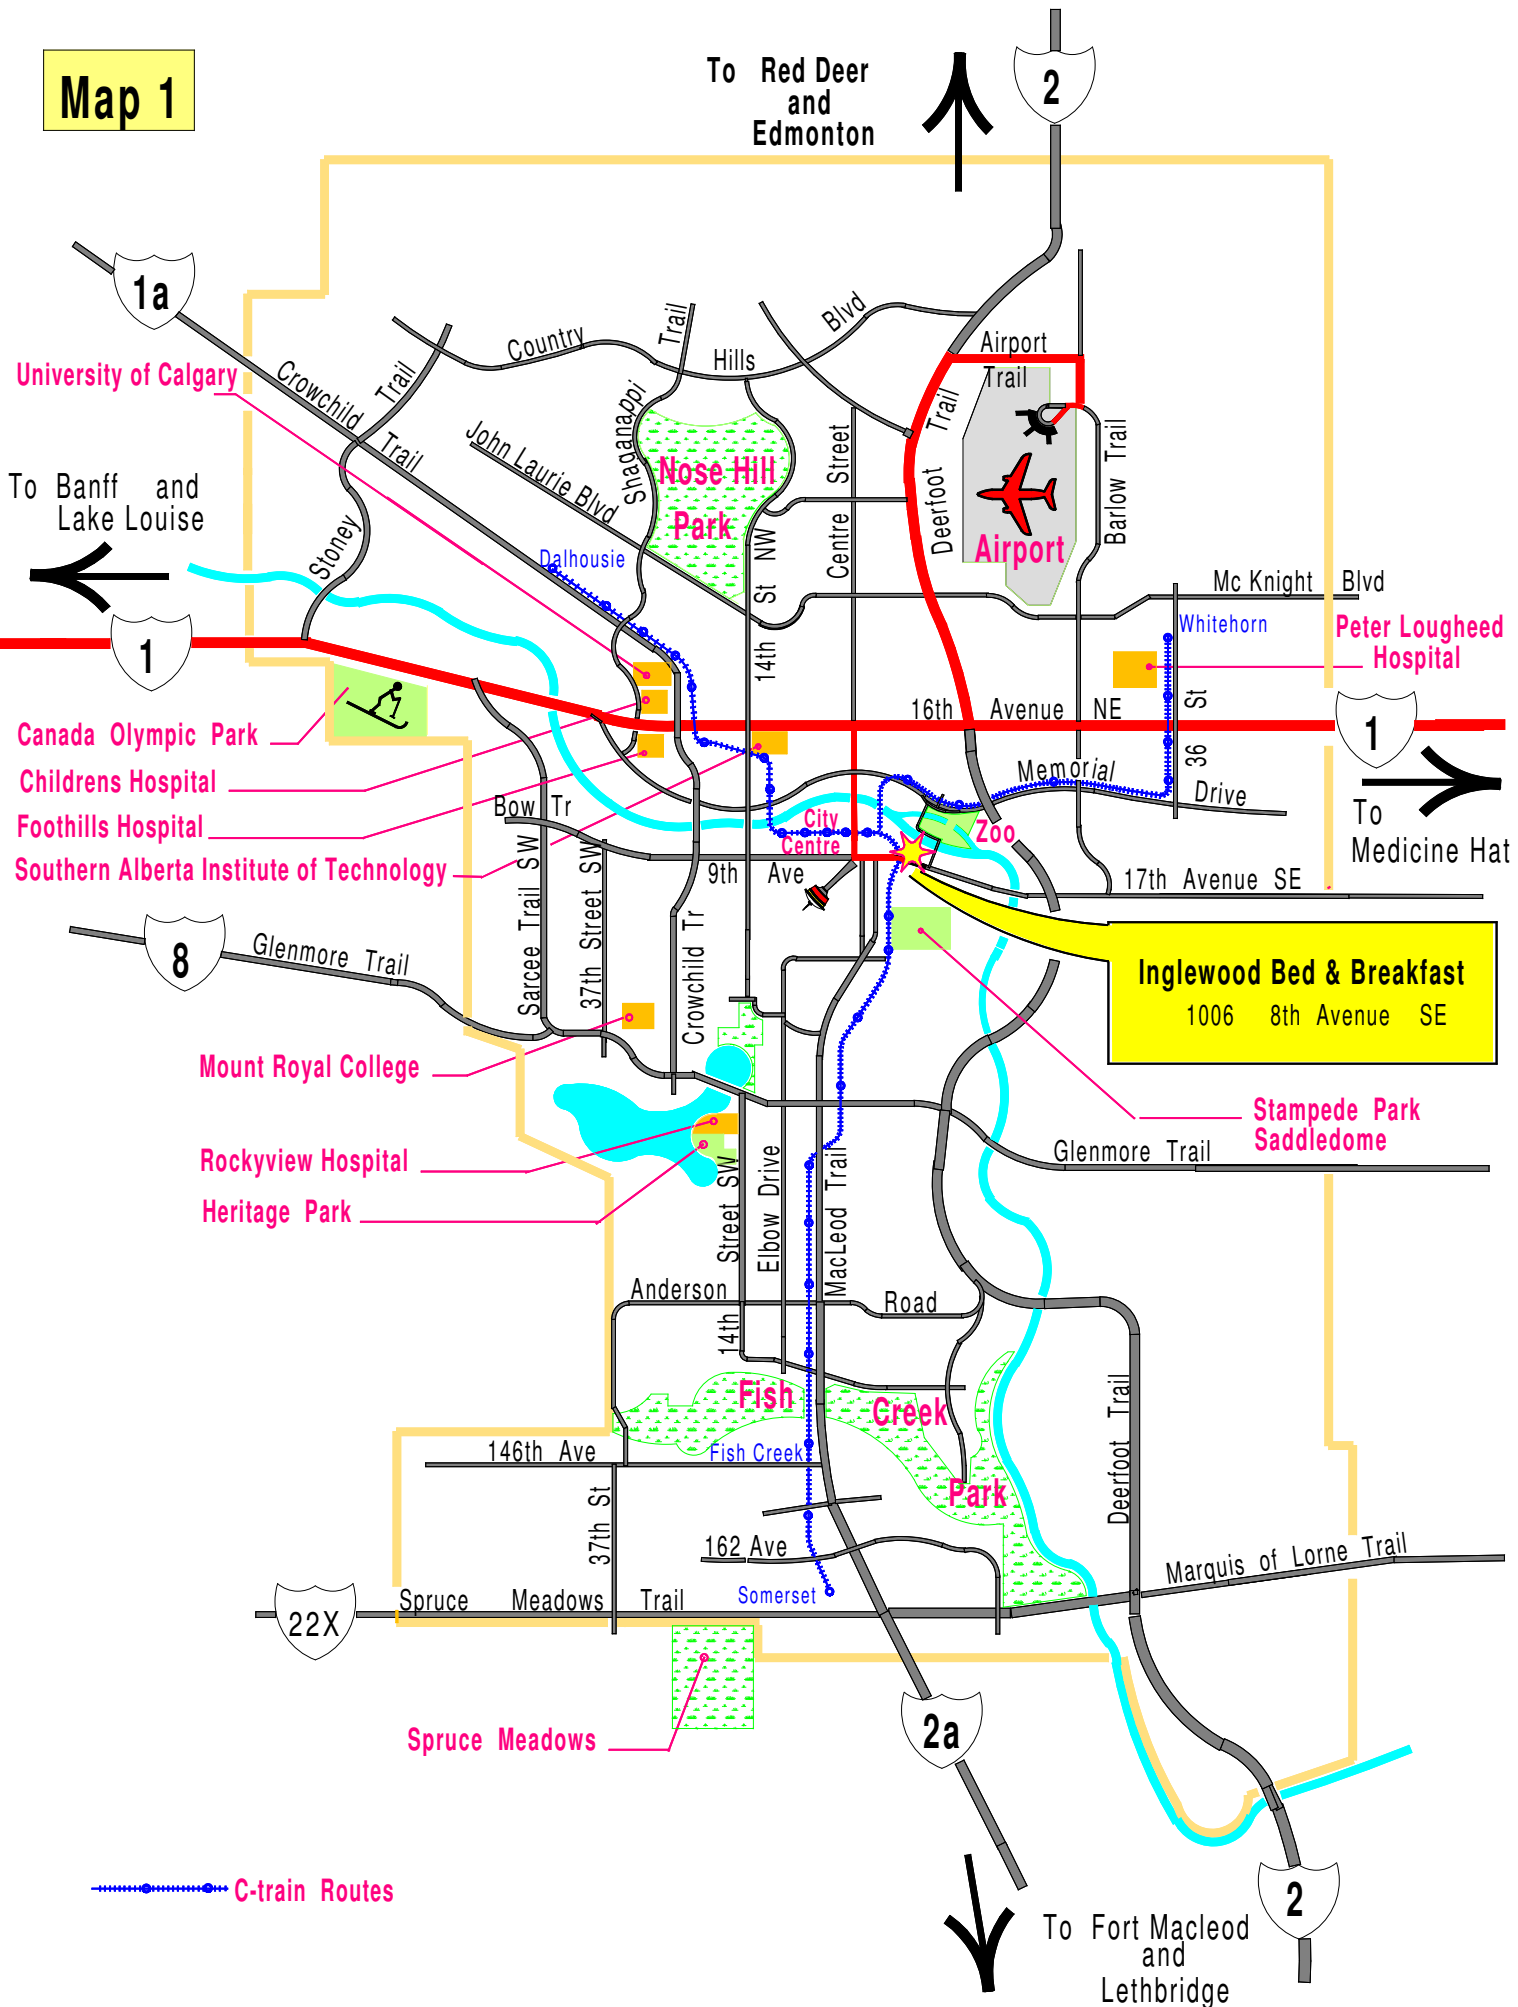 Map 1
To Red Deer
and
Edmonton
2
1a
University of Calgary
Crowchild
Trail
Trail
Country
Hills
Blvd
Shaganappi
Trail
John Laurie Blvd
Nose Hill
Park
Airport
Trail
Deerfoot
Trail
Centre Street
Barlow Trail
Airport
To Banff and
Lake Louise
Stoney
Dalhousie
14th St NW
Mc Knight Blvd
Whitehorn
Peter Lougheed
Hospital
1
16th Avenue NE
36 St
1
Canada Olympic Park
Childrens Hospital
Foothills Hospital
Southern Alberta Institute of Technology
Bow Tr
Memorial
Drive
To
Medicine Hat
City
Centre
Zoo
9th Ave
17th Avenue SE
8
Glenmore Trail
Sarcee Trail SW
37th Street SW
Crowchild Tr
Inglewood Bed & Breakfast
1006 8th Avenue SE
Mount Royal College
Stampede Park
Saddledome
Rockyview Hospital
Heritage Park
Glenmore Trail
14th Street SW
Elbow Drive
MacLeod Trail
Anderson
Road
Fish
Creek
Park
Deerfoot Trail
146th Ave
Fish Creek
37th St
162 Ave
Somerset
Marquis of Lorne Trail
22X
Spruce Meadows Trail
Spruce Meadows
2a
2
C-train Routes
To Fort Macleod
and
Lethbridge